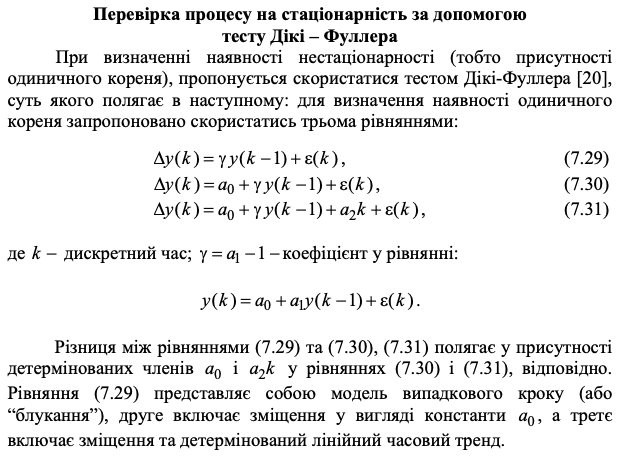 Перевірка процесу на стаціонарність за допомогою
тесту Дікі – Фуллера
При визначенні наявності нестаціонарності (тобто присутності
одиничного кореня), пропонується скористатися тестом Дікі-Фуллера [20],
суть якого полягає в наступному: для визначення наявності одиничного
кореня запропоновано скористатись трьома рівняннями:
Δy(k) = γ y(k −1) + ε(k), (7.29)
Δy(k) = a₀ + γ y(k −1) + ε(k), (7.30)
Δy(k) = a₀ + γ y(k −1) + a₂k + ε(k), (7.31)
де k – дискретний час; γ = a₁ −1 – коефіцієнт у рівнянні:
y(k) = a₀ + a₁y(k −1) + ε(k).
Різниця між рівняннями (7.29) та (7.30), (7.31) полягає у присутності
детермінованих членів a₀ і a₂k у рівняннях (7.30) і (7.31), відповідно.
Рівняння (7.29) представляє собою модель випадкового кроку (або
“блукання”), друге включає зміщення у вигляді константи a₀, а третє
включає зміщення та детермінований лінійний часовий тренд.